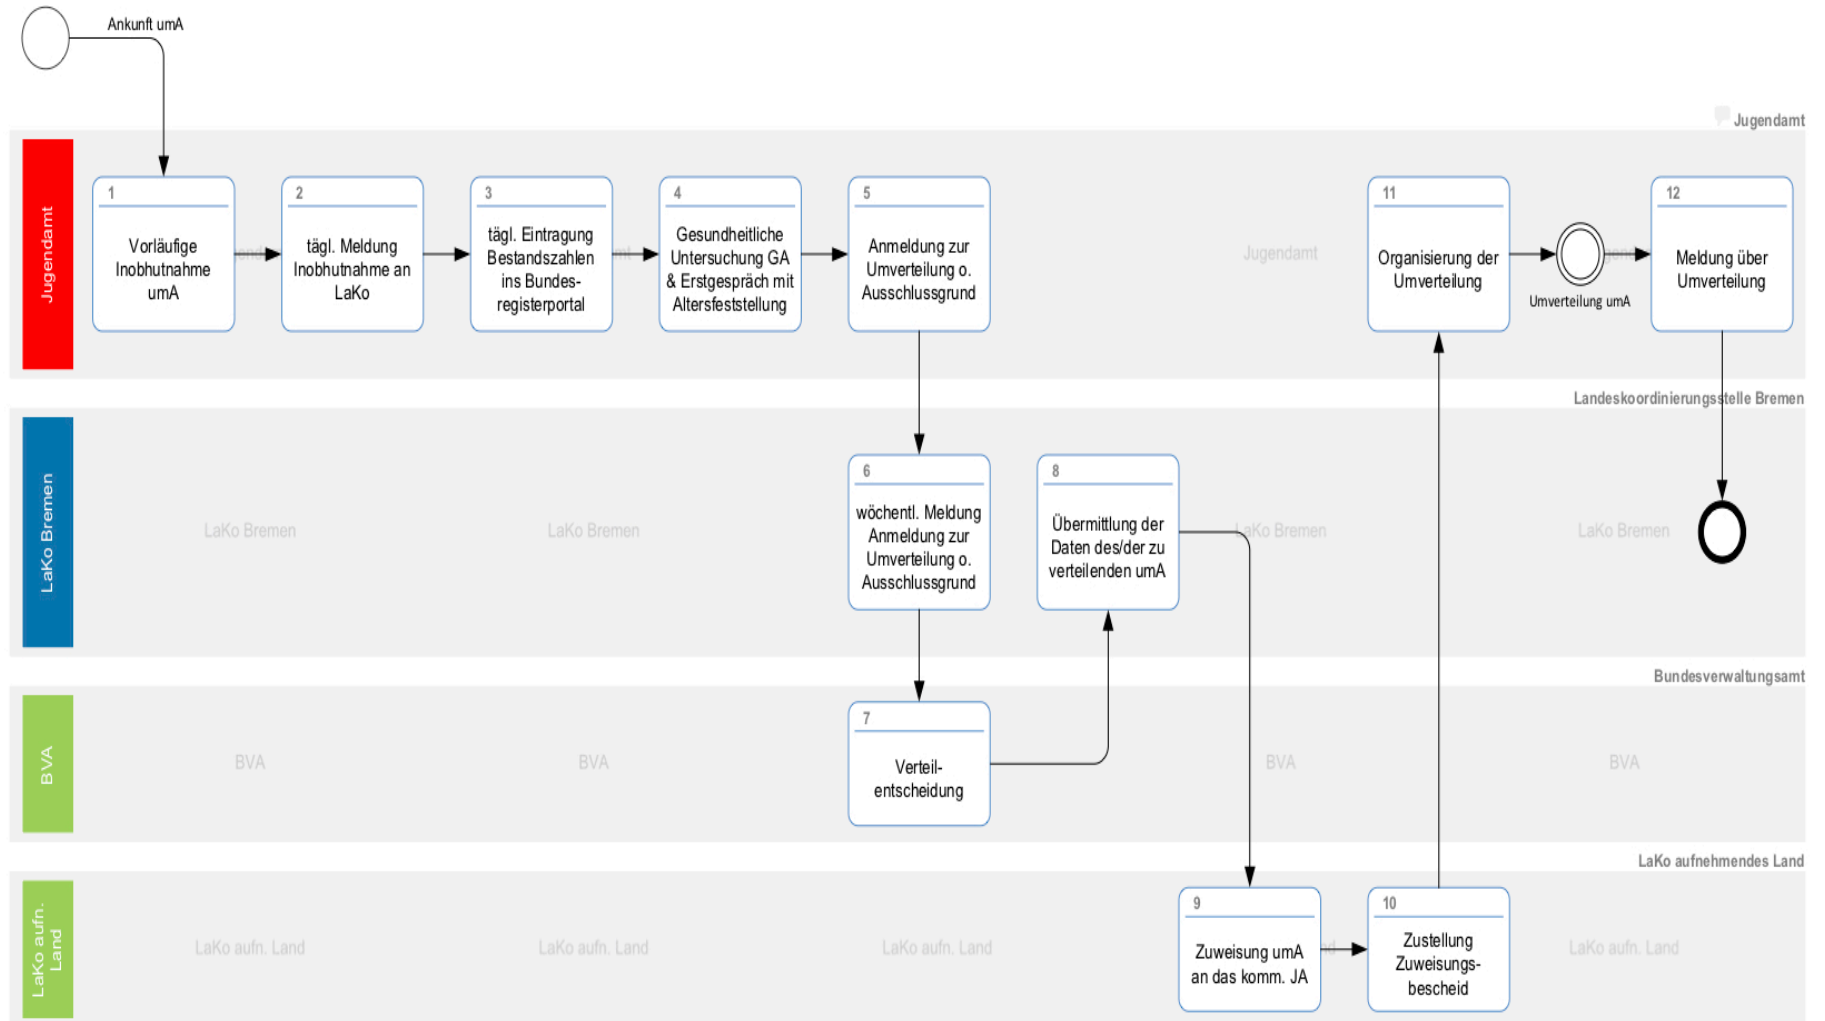 Ankunft umA
Jugendamt
Jugendamt
1
Vorläufige
Inobhutnahme
umA
2
tägl. Meldung
Inobhutnahme an
LaKo
3
tägl. Eintragung
Bestandszahlen
ins Bundes-
registerportal
4
Gesundheitliche
Untersuchung GA
& Erstgespräch mit
Altersfeststellung
5
Anmeldung zur
Umverteilung o.
Ausschlussgrund
Jugendamt
11
Organisierung der
Umverteilung
Umverteilung umA
12
Meldung über
Umverteilung
Landeskoordinierungsstelle Bremen
LaKo Bremen
LaKo Bremen
LaKo Bremen
6
wöchentl. Meldung
Anmeldung zur
Umverteilung o.
Ausschlussgrund
8
Übermittlung der
Daten des/der zu
verteilenden umA
LaKo Bremen
LaKo Bremen
Bundesverwaltungsamt
BVA
BVA
BVA
7
Verteil-
entscheidung
BVA
BVA
LaKo aufnehmendes Land
LaKo aufn.
Land
LaKo aufn. Land
LaKo aufn. Land
LaKo aufn. Land
9
Zuweisung umA
an das komm. JA
10
Zustellung
Zuweisungs-
bescheid
LaKo aufn. Land